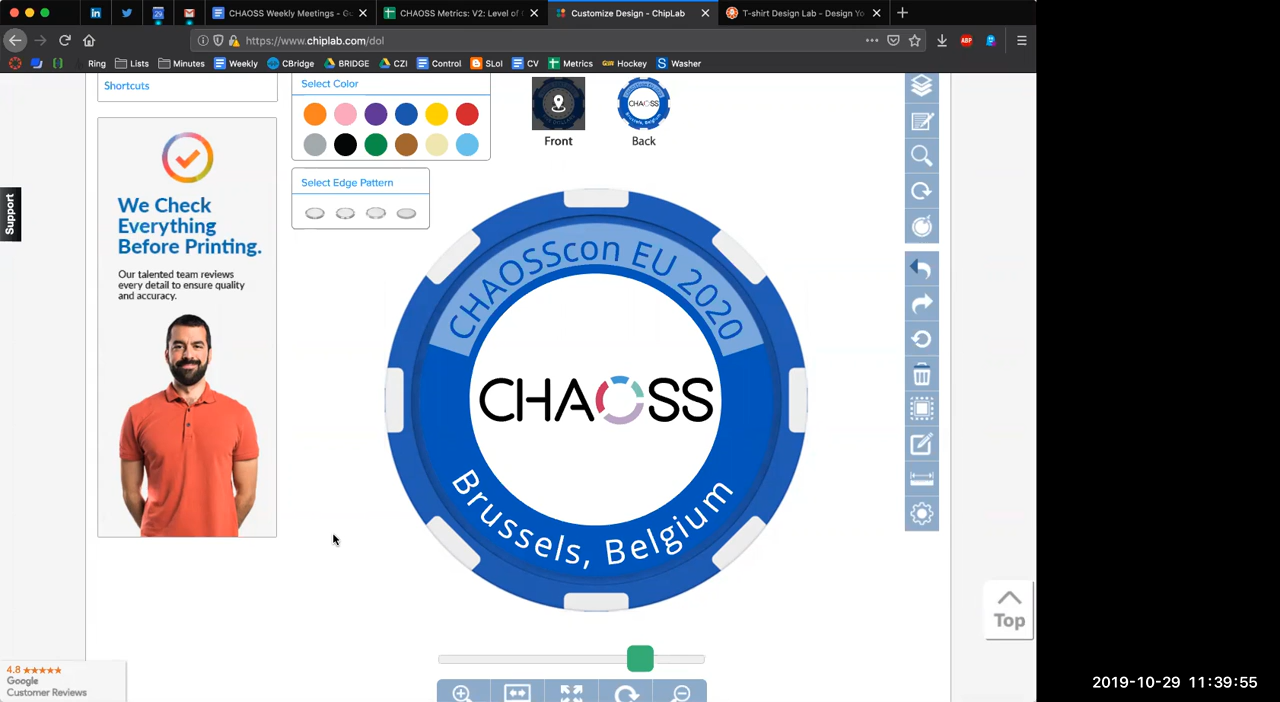 CHAOSS Weekly Meetings - G
CHAOSS Metrics: V2: Level of
Customize Design - ChipLab
T-shirt Design Lab - Design Yo
https://www.chiplab.com/dol
Ring
Lists
Minutes
Weekly
CBridge
BRIDGE
CZI
Control
SLoI
CV
Metrics
Hockey
Washer
Shortcuts
Select Color
Front
Back
Select Edge Pattern
Support
We Check
Everything
Before Printing.
Our talented team reviews
every detail to ensure quality
and accuracy.
CHAOSScon EU 2020
CHAOSS
Brussels, Belgium
Top
4.8
Google
Customer Reviews
2019-10-29 11:39:55